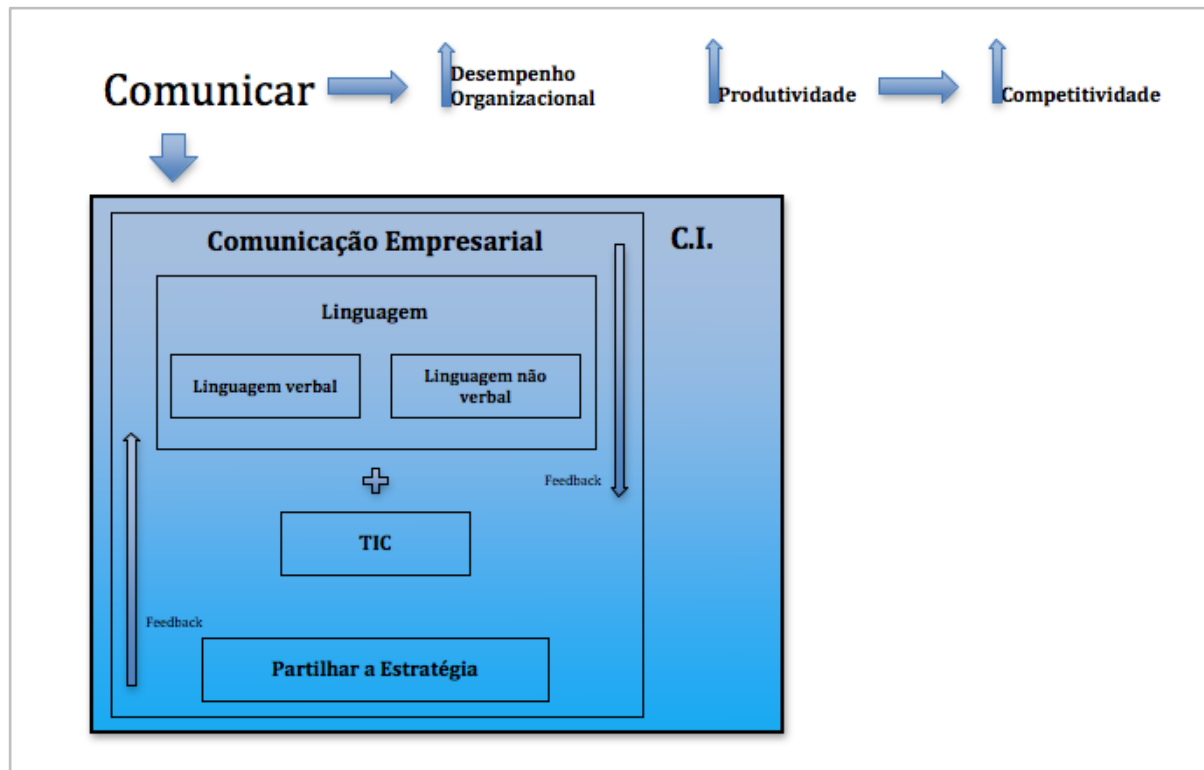 Comunicar
Desempenho
Organizacional
Produtividade
Competitividade
Comunicação Empresarial
C.I.
Linguagem
Linguagem verbal
Linguagem não
verbal
Feedback
TIC
Feedback
Partilhar a Estratégia